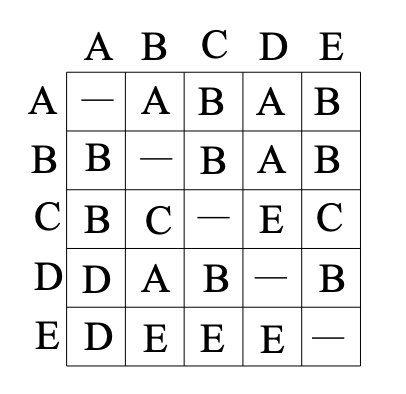 A B C D E
A — A B A B
B B — B A B
C B C — E C
D D A B — B
E D E E E —